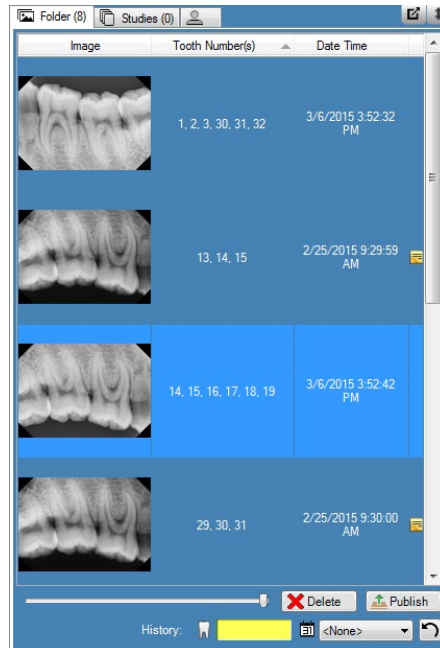 Folder (8) Studies (0)
Image Tooth Number(s) Date Time
1, 2, 3, 30, 31, 32
3/6/2015 3:52:32
PM
13, 14, 15
2/25/2015 9:29:59
AM
14, 15, 16, 17, 18, 19
3/6/2015 3:52:42
PM
29, 30, 31
2/25/2015 9:30:00
AM
Delete Publish
History: 31 <None>